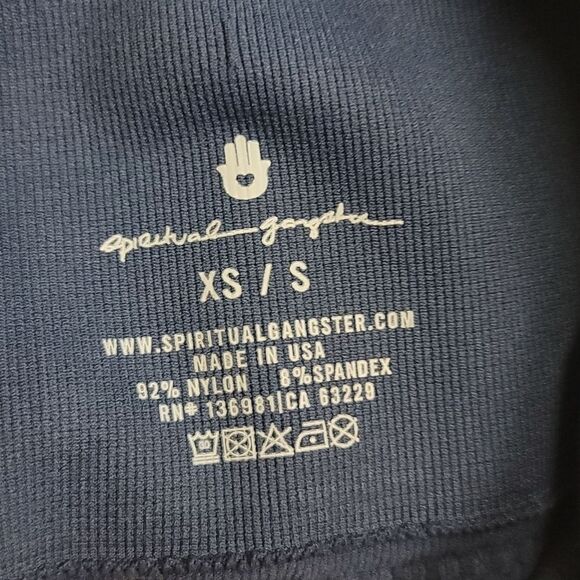 spiritual gangster
XS / S
WWW.SPIRITUALGANGSTER.COM
MADE IN USA
92% NYLON 8%SPANDEX
RN# 136981|CA 63229